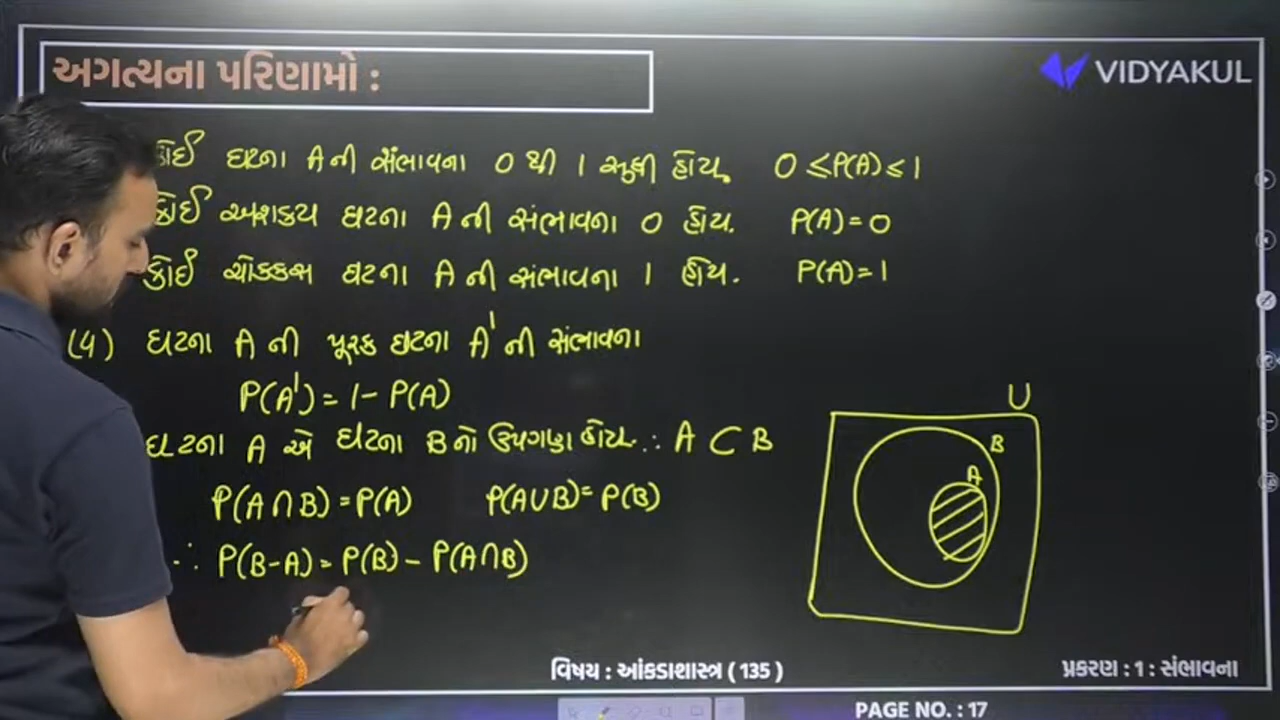 અગત્યના પરિણામો :
VIDYAKUL
કોઈ ઘટના A ની સંભાવના 0 થી 1 સુધી હોય. 0 ≤ P(A) ≤ 1
કોઈ અશક્ય ઘટના A ની સંભાવના 0 હોય. P(A) = 0
કોઈ ચોક્કસ ઘટના A ની સંભાવના 1 હોય. P(A) = 1
(4) ઘટના A ની પૂરક ઘટના A' ની સંભાવના
P(A') = 1 - P(A)
ઘટના A એ ઘટના B નો ઉપગણ હોય. ∴ A ⊂ B
P(A∩B) = P(A) P(A∪B) = P(B)
∴ P(B-A) = P(B) - P(A∩B)
U
B
A
વિષય : આંકડાશાસ્ત્ર ( 135 )
પ્રકરણ : 1 : સંભાવના
PAGE NO. : 17